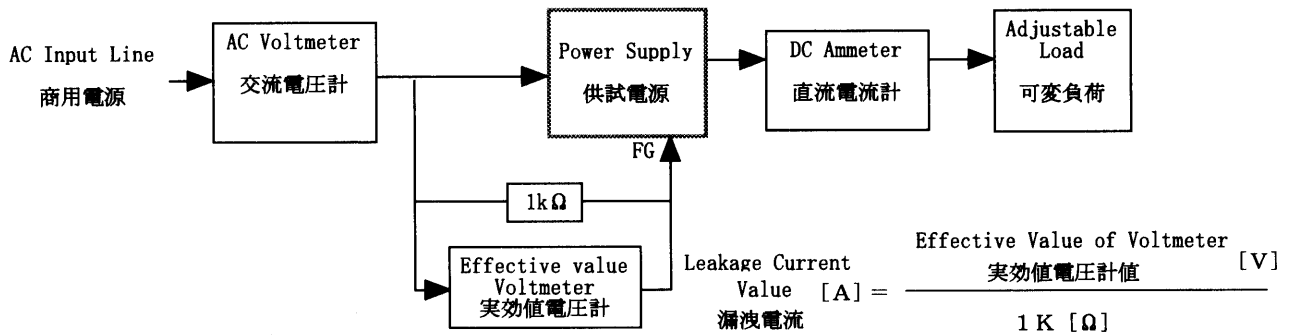 AC Input Line
商用電源
AC Voltmeter
交流電圧計
Power Supply
供試電源
DC Ammeter
直流電流計
Adjustable
Load
可変負荷
FG
1kΩ
Effective value
Voltmeter
実効値電圧計
Leakage Current
Value [A] =
漏洩電流
Effective Value of Voltmeter [V]
実効値電圧計値
1K [Ω]